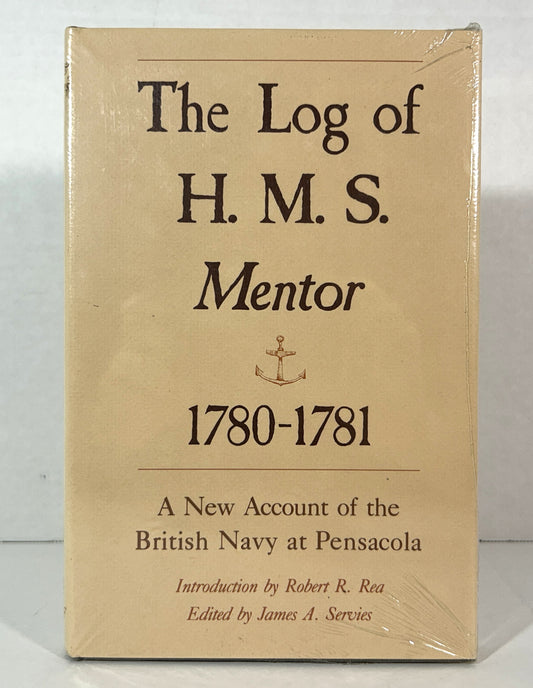 The Log of
H. M. S.
Mentor
1780-1781
A New Account of the
British Navy at Pensacola
Introduction by Robert R. Rea
Edited by James A. Servies